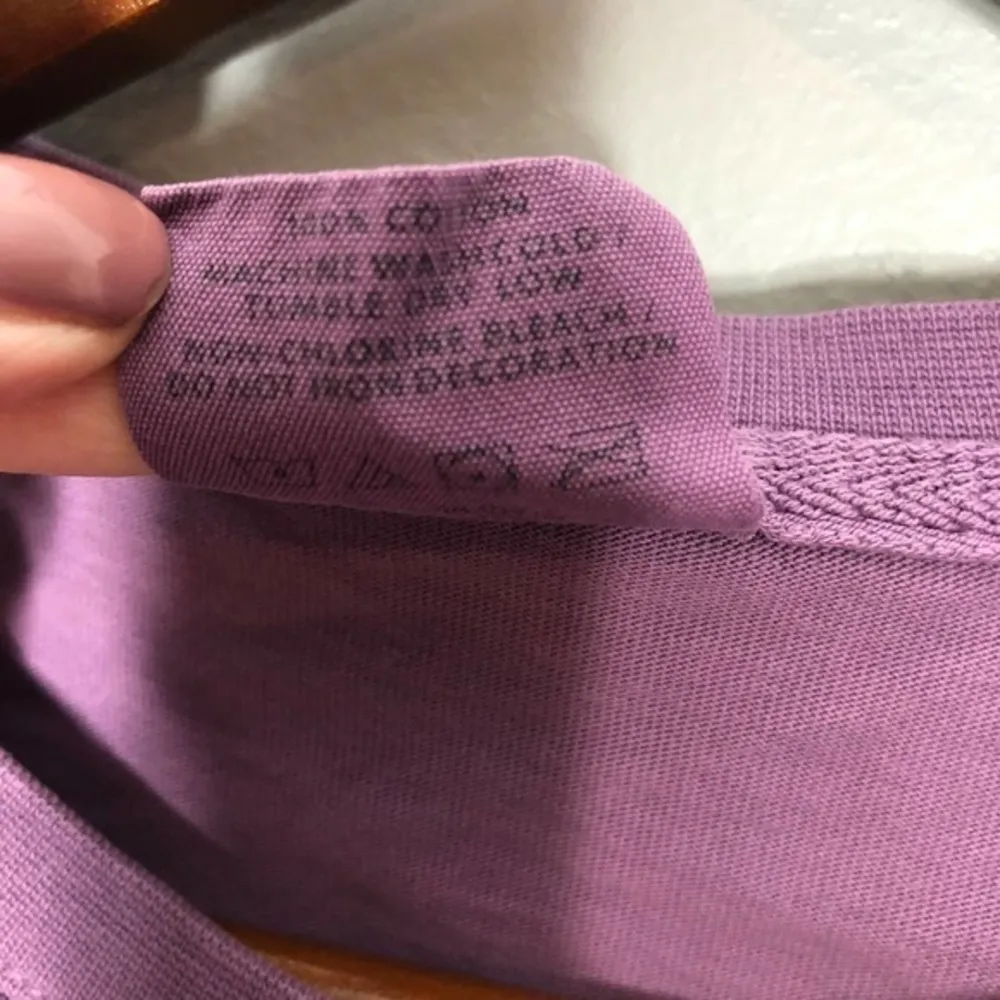 100% COTTON
MACHINE WASH COLD /
TUMBLE DRY LOW
NON-CHLORINE BLEACH /
DO NOT IRON DECORATION